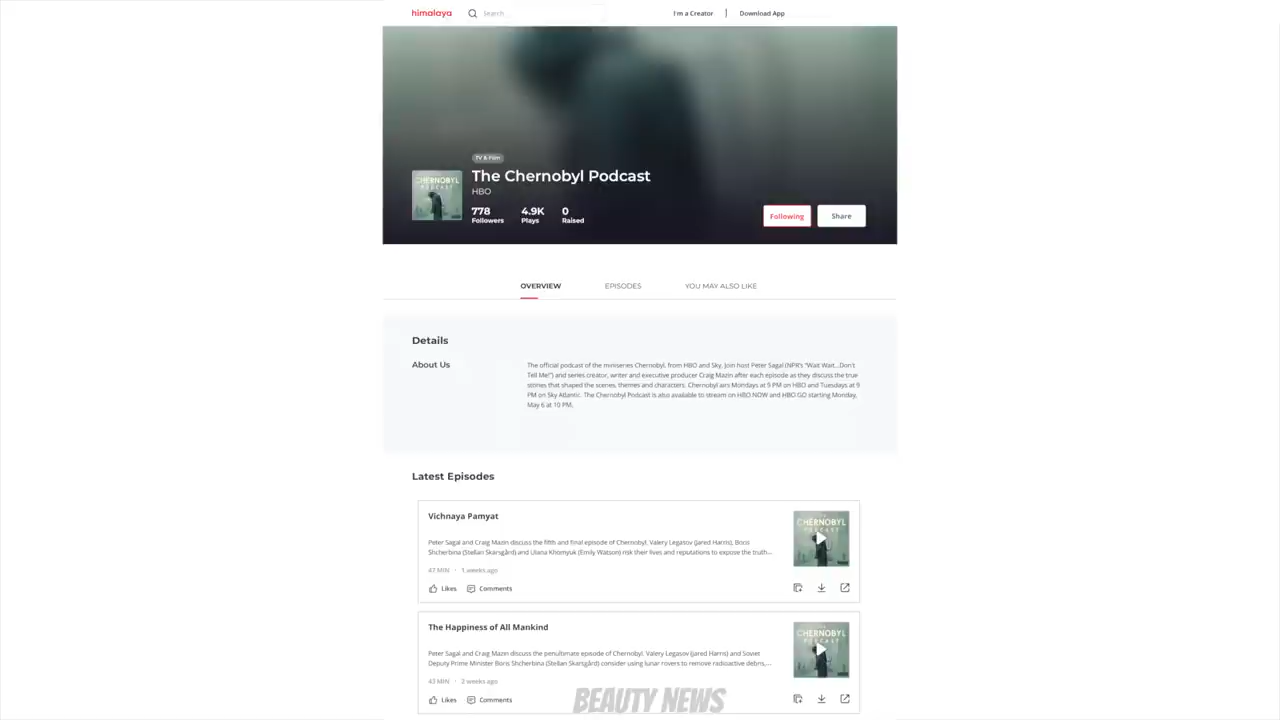 himalaya
Search
I'm a Creator | Download App
TV & Film
The Chernobyl Podcast
HBO
778 4.9K 0
Followers Plays Raised
Following Share
CHERNOBYL
PODCAST
OVERVIEW EPISODES YOU MAY ALSO LIKE
Details
About Us
The official podcast of the miniseries Chernobyl, from HBO and Sky. Join host Peter Sagal (NPR's "Wait Wait...Don't
Tell Me!") and series creator, writer and executive producer Craig Mazin after each episode as they discuss the true
stories that shaped the scenes, themes and characters. Chernobyl airs Mondays at 9 PM on HBO and Tuesdays at 9
PM on Sky Atlantic. The Chernobyl Podcast is also available to stream on HBO NOW and HBO GO starting Monday,
May 6 at 10 PM.
Latest Episodes
Vichnaya Pamyat
Peter Sagal and Craig Mazin discuss the fifth and final episode of Chernobyl. Valery Legasov (Jared Harris), Boris
Shcherbina (Stellan Skarsgård) and Ulana Khomyuk (Emily Watson) risk their lives and reputations to expose the truth...
47 MIN · 1 weeks ago
Likes Comments
CHERNOBYL
PODCAST
The Happiness of All Mankind
Peter Sagal and Craig Mazin discuss the penultimate episode of Chernobyl. Valery Legasov (Jared Harris) and Soviet
Deputy Prime Minister Boris Shcherbina (Stellan Skarsgård) consider using lunar rovers to remove radioactive debris,...
43 MIN · 2 weeks ago
Likes Comments
CHERNOBYL
PODCAST
BEAUTY NEWS